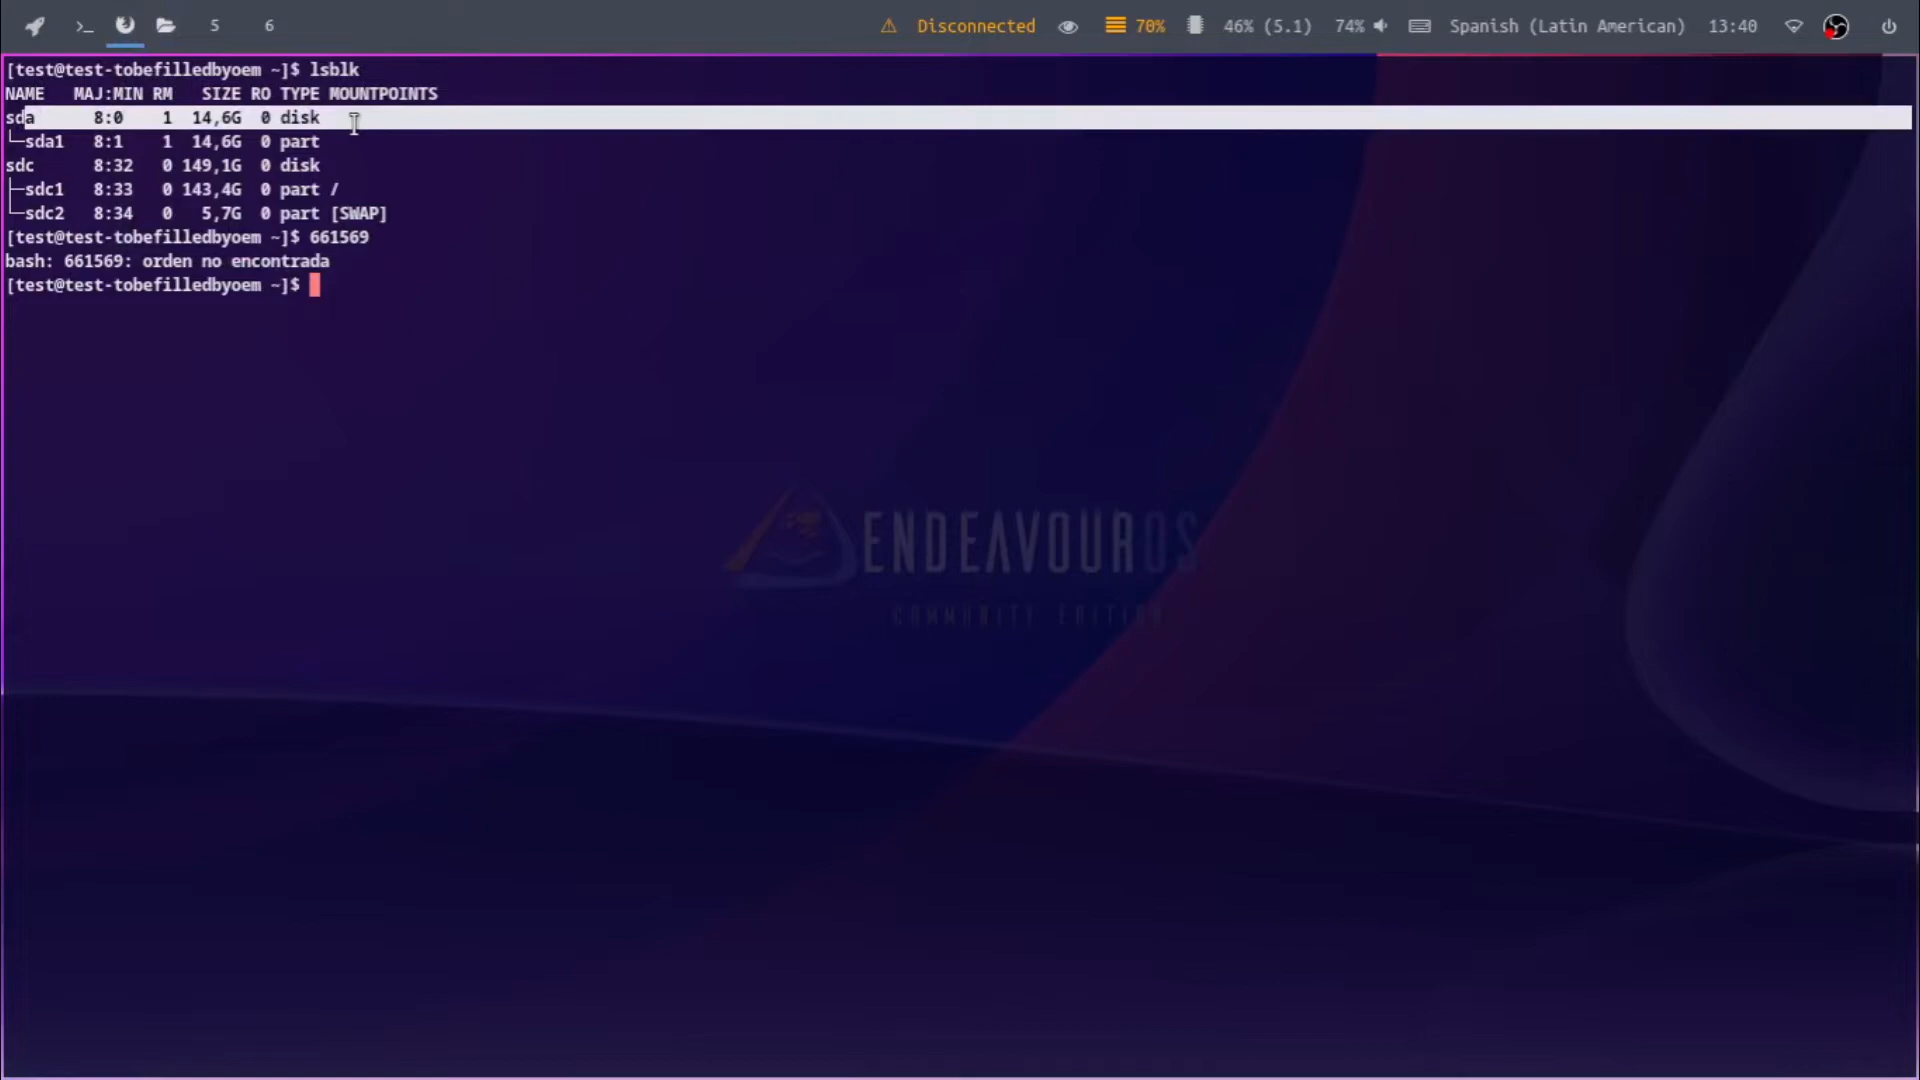 5 6 Disconnected 70% 46% (5.1) 74% Spanish (Latin American) 13:40
[test@test-tobefilledbyoem ~]$ lsblk
NAME MAJ:MIN RM SIZE RO TYPE MOUNTPOINTS
sda 8:0 1 14,6G 0 disk
└─sda1 8:1 1 14,6G 0 part
sdc 8:32 0 149,1G 0 disk
├─sdc1 8:33 0 143,4G 0 part /
└─sdc2 8:34 0 5,7G 0 part [SWAP]
[test@test-tobefilledbyoem ~]$ 661569
bash: 661569: orden no encontrada
[test@test-tobefilledbyoem ~]$
ENDEAVOUROS
COMMUNITY EDITION